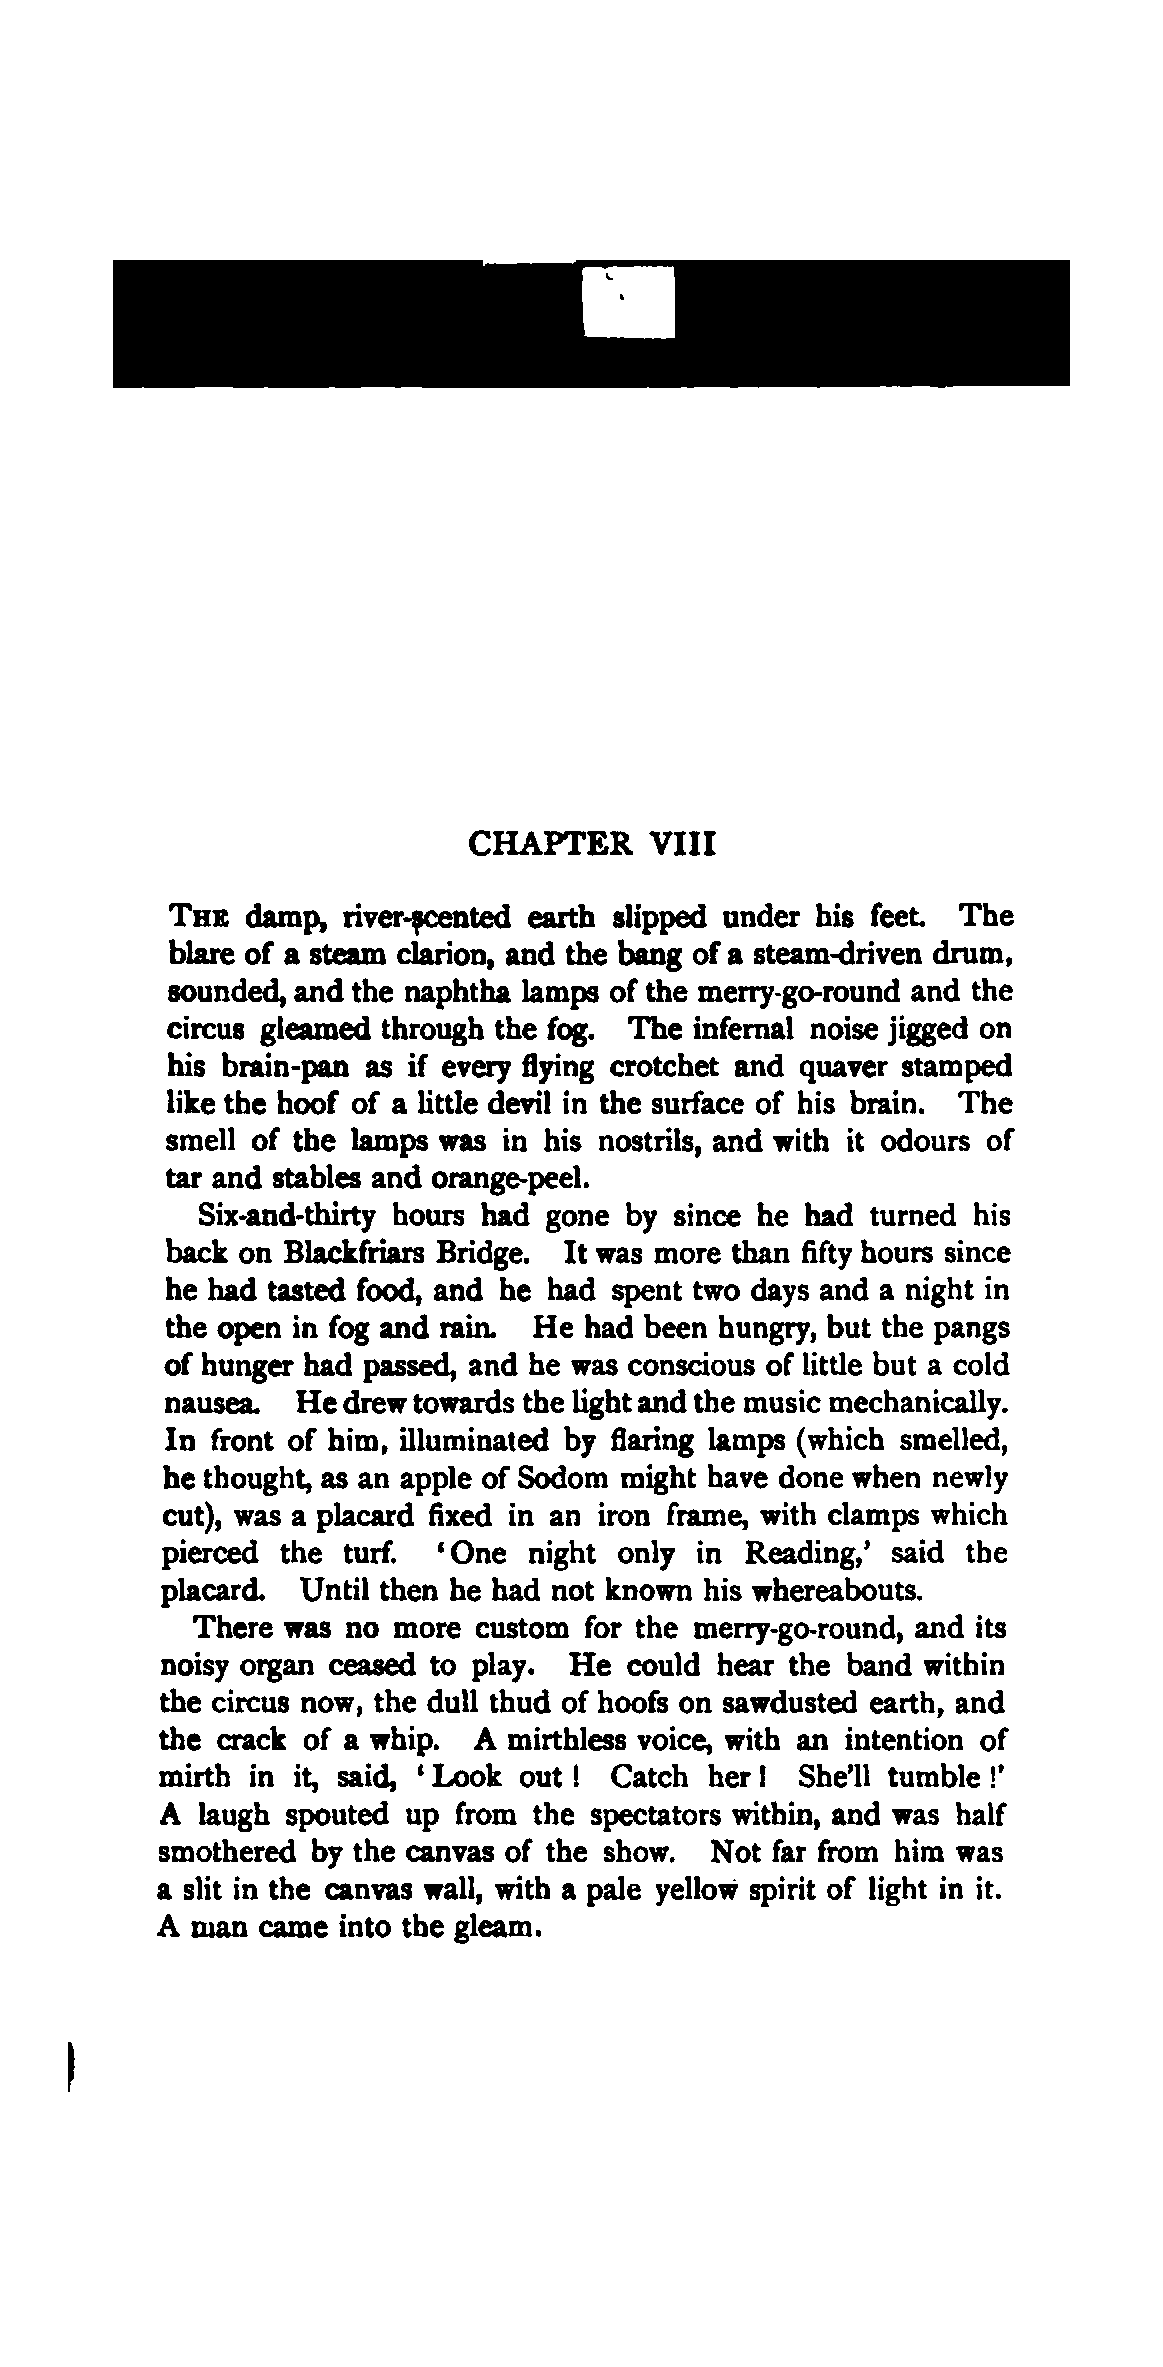 CHAPTER VIII
THE damp, river-scented earth slipped under his feet. The
blare of a steam clarion, and the bang of a steam-driven drum,
sounded, and the naphtha lamps of the merry-go-round and the
circus gleamed through the fog. The infernal noise jigged on
his brain-pan as if every flying crotchet and quaver stamped
like the hoof of a little devil in the surface of his brain. The
smell of the lamps was in his nostrils, and with it odours of
tar and stables and orange-peel.
Six-and-thirty hours had gone by since he had turned his
back on Blackfriars Bridge. It was more than fifty hours since
he had tasted food, and he had spent two days and a night in
the open in fog and rain. He had been hungry, but the pangs
of hunger had passed, and he was conscious of little but a cold
nausea. He drew towards the light and the music mechanically.
In front of him, illuminated by flaring lamps (which smelled,
he thought, as an apple of Sodom might have done when newly
cut), was a placard fixed in an iron frame, with clamps which
pierced the turf. ‘One night only in Reading,’ said the
placard. Until then he had not known his whereabouts.
There was no more custom for the merry-go-round, and its
noisy organ ceased to play. He could hear the band within
the circus now, the dull thud of hoofs on sawdusted earth, and
the crack of a whip. A mirthless voice, with an intention of
mirth in it, said, ‘Look out! Catch her! She’ll tumble!’
A laugh spouted up from the spectators within, and was half
smothered by the canvas of the show. Not far from him was
a slit in the canvas wall, with a pale yellow spirit of light in it.
A man came into the gleam.